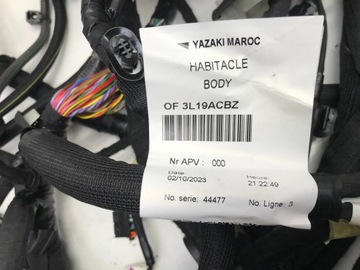 YAZAKI MAROC
HABITACLE
BODY
OF 3L19ACBZ
Nr APV : 000
Date Heure:
02/10/2023 21:22:49
No. serie: 44477 No. Ligne: 3